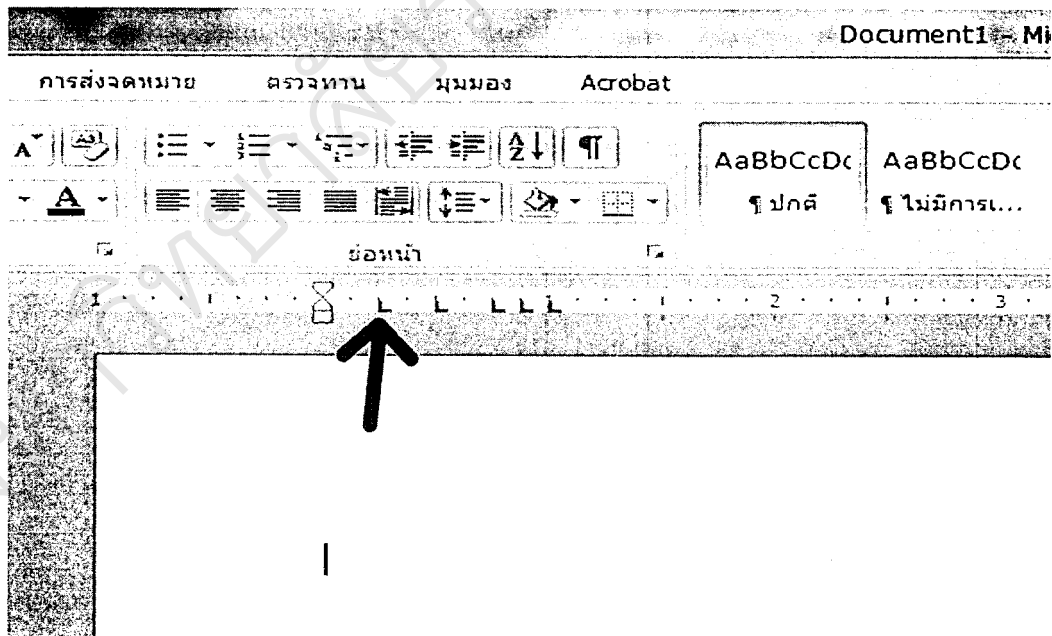 Document1 - Mi
การส่งจดหมาย ตรวจทาน มุมมอง Acrobat
AaBbCcDc AaBbCcDc
¶ ปกติ ¶ ไม่มีการเ...
ย่อหน้า
1 1 2 3